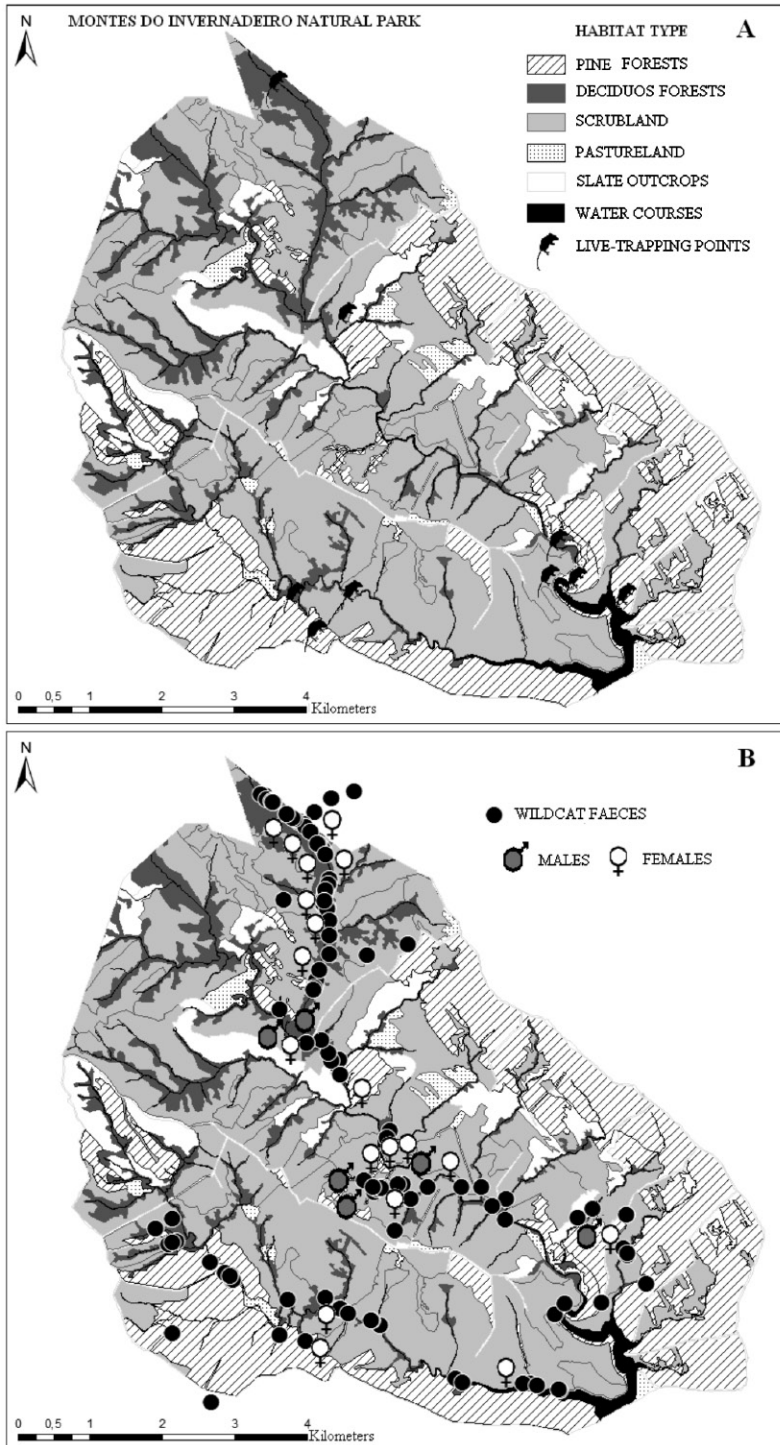 MONTES DO INVERNADEIRO NATURAL PARK
N
A
HABITAT TYPE
PINE FORESTS
DECIDUOS FORESTS
SCRUBLAND
PASTURELAND
SLATE OUTCROPS
WATER COURSES
LIVE-TRAPPING POINTS
0 0,5 1 2 3 4
Kilometers
N
B
WILDCAT FAECES
MALES FEMALES
0 0,5 1 2 3 4
Kilometers